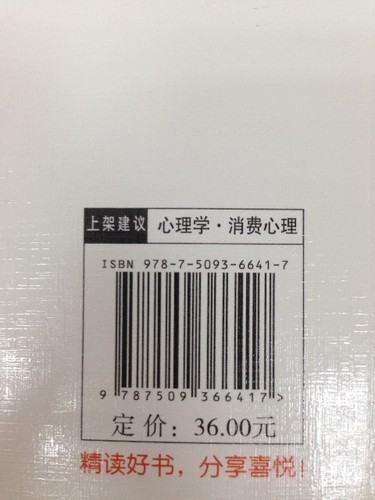 上架建议 心理学·消费心理
ISBN 978-7-5093-6641-7
9 787509 366417 >
定价：36.00元
精读好书，分享喜悦！